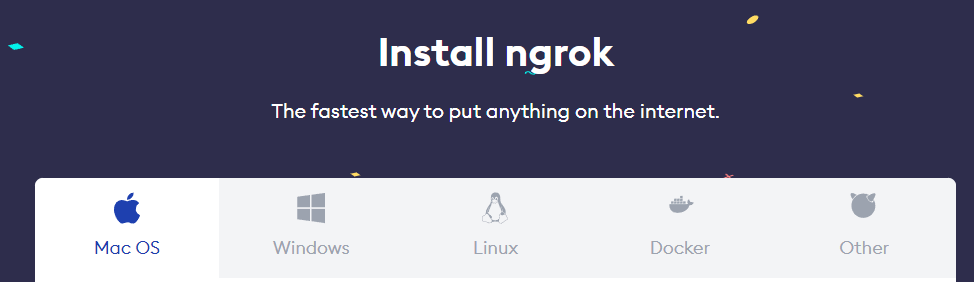 Install ngrok
The fastest way to put anything on the internet.
Mac OS
Windows
Linux
Docker
Other